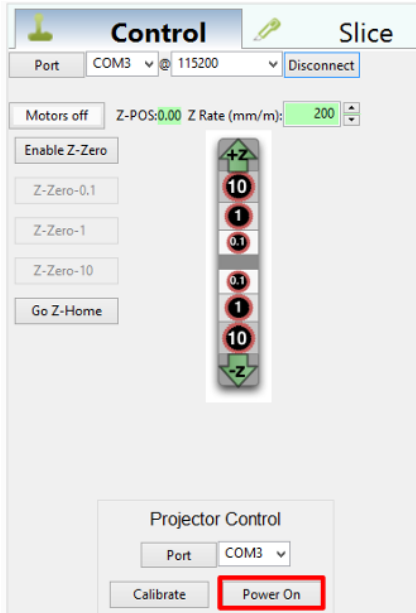 Control Slice
Port COM3 @ 115200 Disconnect
Motors off Z-POS:0.00 Z Rate (mm/m): 200
Enable Z-Zero
+Z
10
Z-Zero-0.1
1
Z-Zero-1
0.1
Z-Zero-10
0.1
Go Z-Home
1
10
-Z
Projector Control
Port COM3
Calibrate Power On